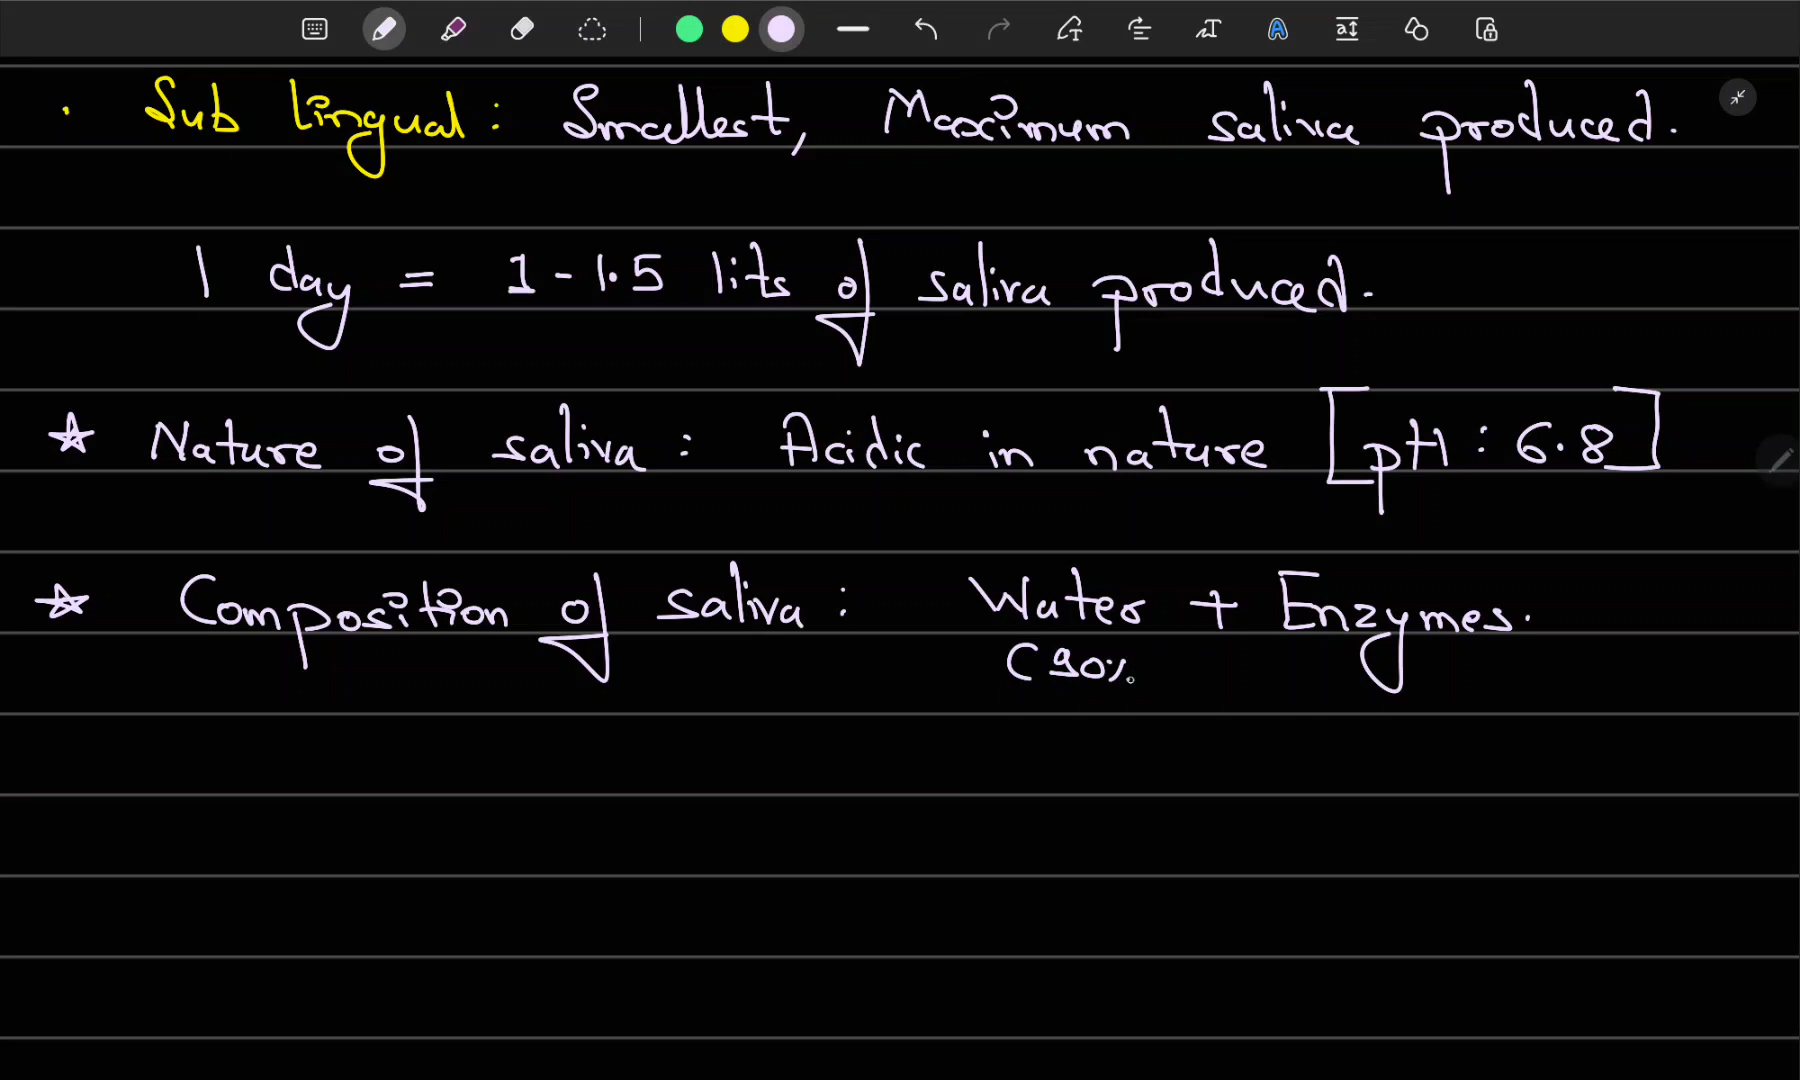 · Sub lingual : Smallest, Maximum saliva produced.
1 day = 1 - 1.5 lits of saliva produced.
☆ Nature of saliva : Acidic in nature [pH : 6.8]
☆ Composition of saliva : Water + Enzymes.
(90%